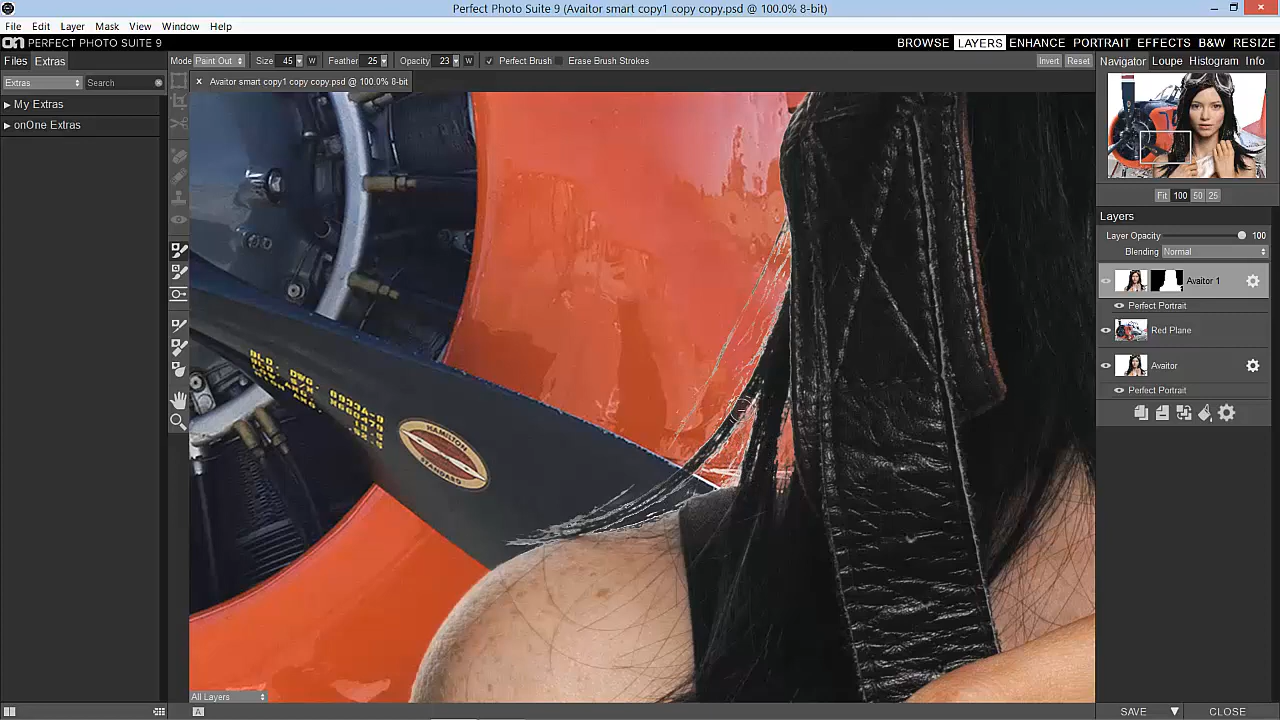 Perfect Photo Suite 9 (Avaitor smart copy1 copy copy.psd @ 100.0% 8-bit)
File Edit Layer Mask View Window Help
on PERFECT PHOTO SUITE 9
BROWSE LAYERS ENHANCE PORTRAIT EFFECTS B&W RESIZE
Files Extras
Mode Paint Out Size 45 W Feather 25 Opacity 23 W Perfect Brush Erase Brush Strokes Invert Reset
Navigator Loupe Histogram Info
Extras Search
Avaitor smart copy1 copy copy.psd @ 100.0% 8-bit
My Extras
onOne Extras
HAMILTON
STANDARD
Fit 100 50 25
Layers
Layer Opacity 100
Blending Normal
Avaitor 1
Perfect Portrait
Red Plane
Avaitor
Perfect Portrait
All Layers
A
SAVE CLOSE